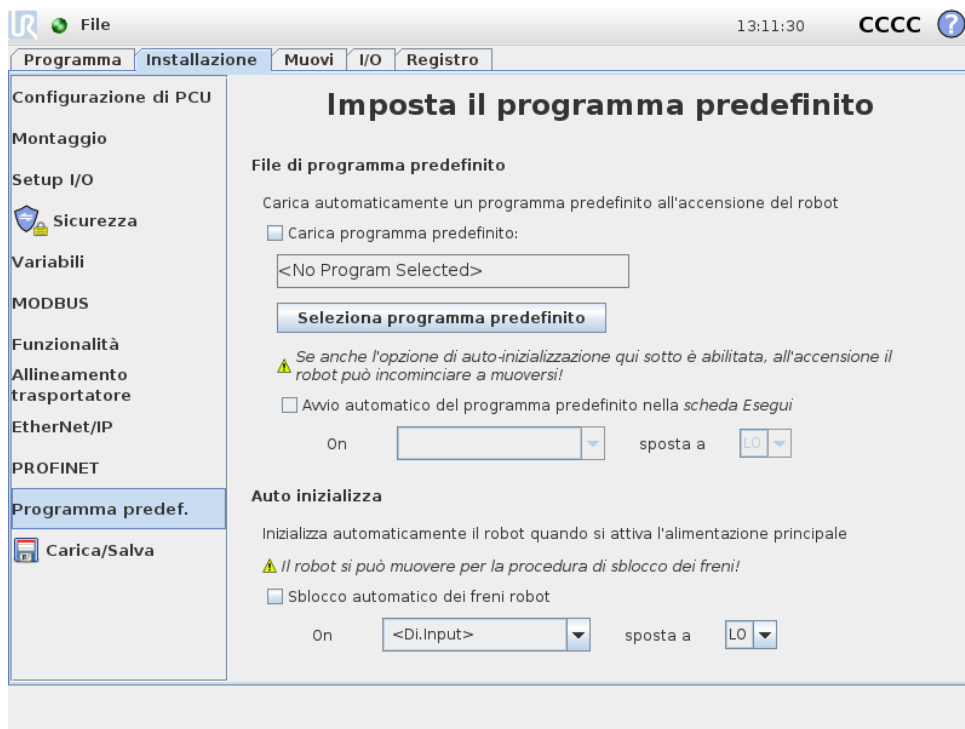 UR File 13:11:30 CCCC ?
Programma Installazione Muovi I/O Registro
Configurazione di PCU
Montaggio
Setup I/O
Sicurezza
Variabili
MODBUS
Funzionalità
Allineamento
trasportatore
EtherNet/IP
PROFINET
Programma predef.
Carica/Salva
Imposta il programma predefinito
File di programma predefinito
Carica automaticamente un programma predefinito all'accensione del robot
Carica programma predefinito:
<No Program Selected>
Seleziona programma predefinito
Se anche l'opzione di auto-inizializzazione qui sotto è abilitata, all'accensione il
robot può incominciare a muoversi!
Avvio automatico del programma predefinito nella scheda Esegui
On sposta a LO
Auto inizializza
Inizializza automaticamente il robot quando si attiva l'alimentazione principale
Il robot si può muovere per la procedura di sblocco dei freni!
Sblocco automatico dei freni robot
On <Di.Input> sposta a LO